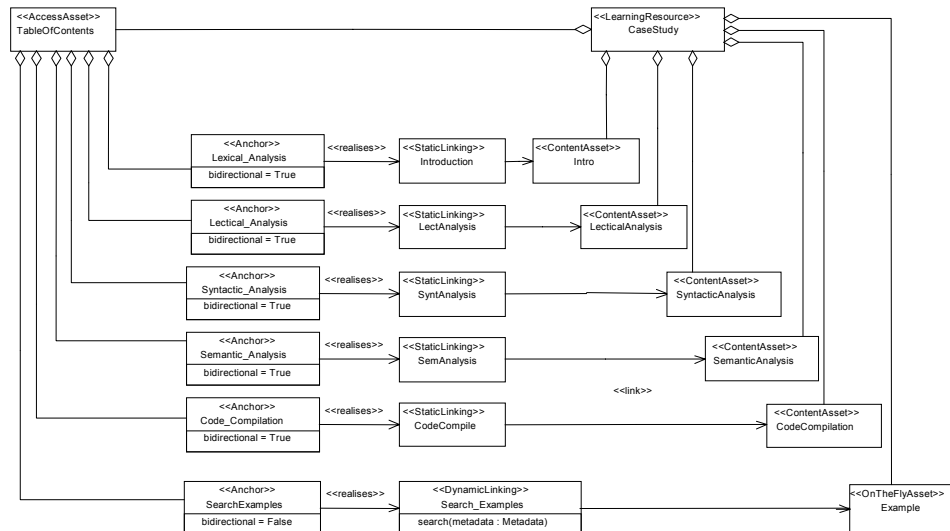 <<AccessAsset>>
TableOfContents
<<LearningResource>>
CaseStudy
<<Anchor>>
Lexical_Analysis
bidirectional = True
<<realises>>
<<StaticLinking>>
Introduction
<<ContentAsset>>
Intro
<<Anchor>>
Lectical_Analysis
bidirectional = True
<<realises>>
<<StaticLinking>>
LectAnalysis
<<ContentAsset>>
LecticalAnalysis
<<Anchor>>
Syntactic_Analysis
bidirectional = True
<<realises>>
<<StaticLinking>>
SyntAnalysis
<<ContentAsset>>
SyntacticAnalysis
<<Anchor>>
Semantic_Analysis
bidirectional = True
<<realises>>
<<StaticLinking>>
SemAnalysis
<<ContentAsset>>
SemanticAnalysis
<<link>>
<<Anchor>>
Code_Compilation
bidirectional = True
<<realises>>
<<StaticLinking>>
CodeCompile
<<ContentAsset>>
CodeCompilation
<<Anchor>>
SearchExamples
bidirectional = False
<<realises>>
<<DynamicLinking>>
Search_Examples
search(metadata : Metadata)
<<OnTheFlyAsset>>
Example